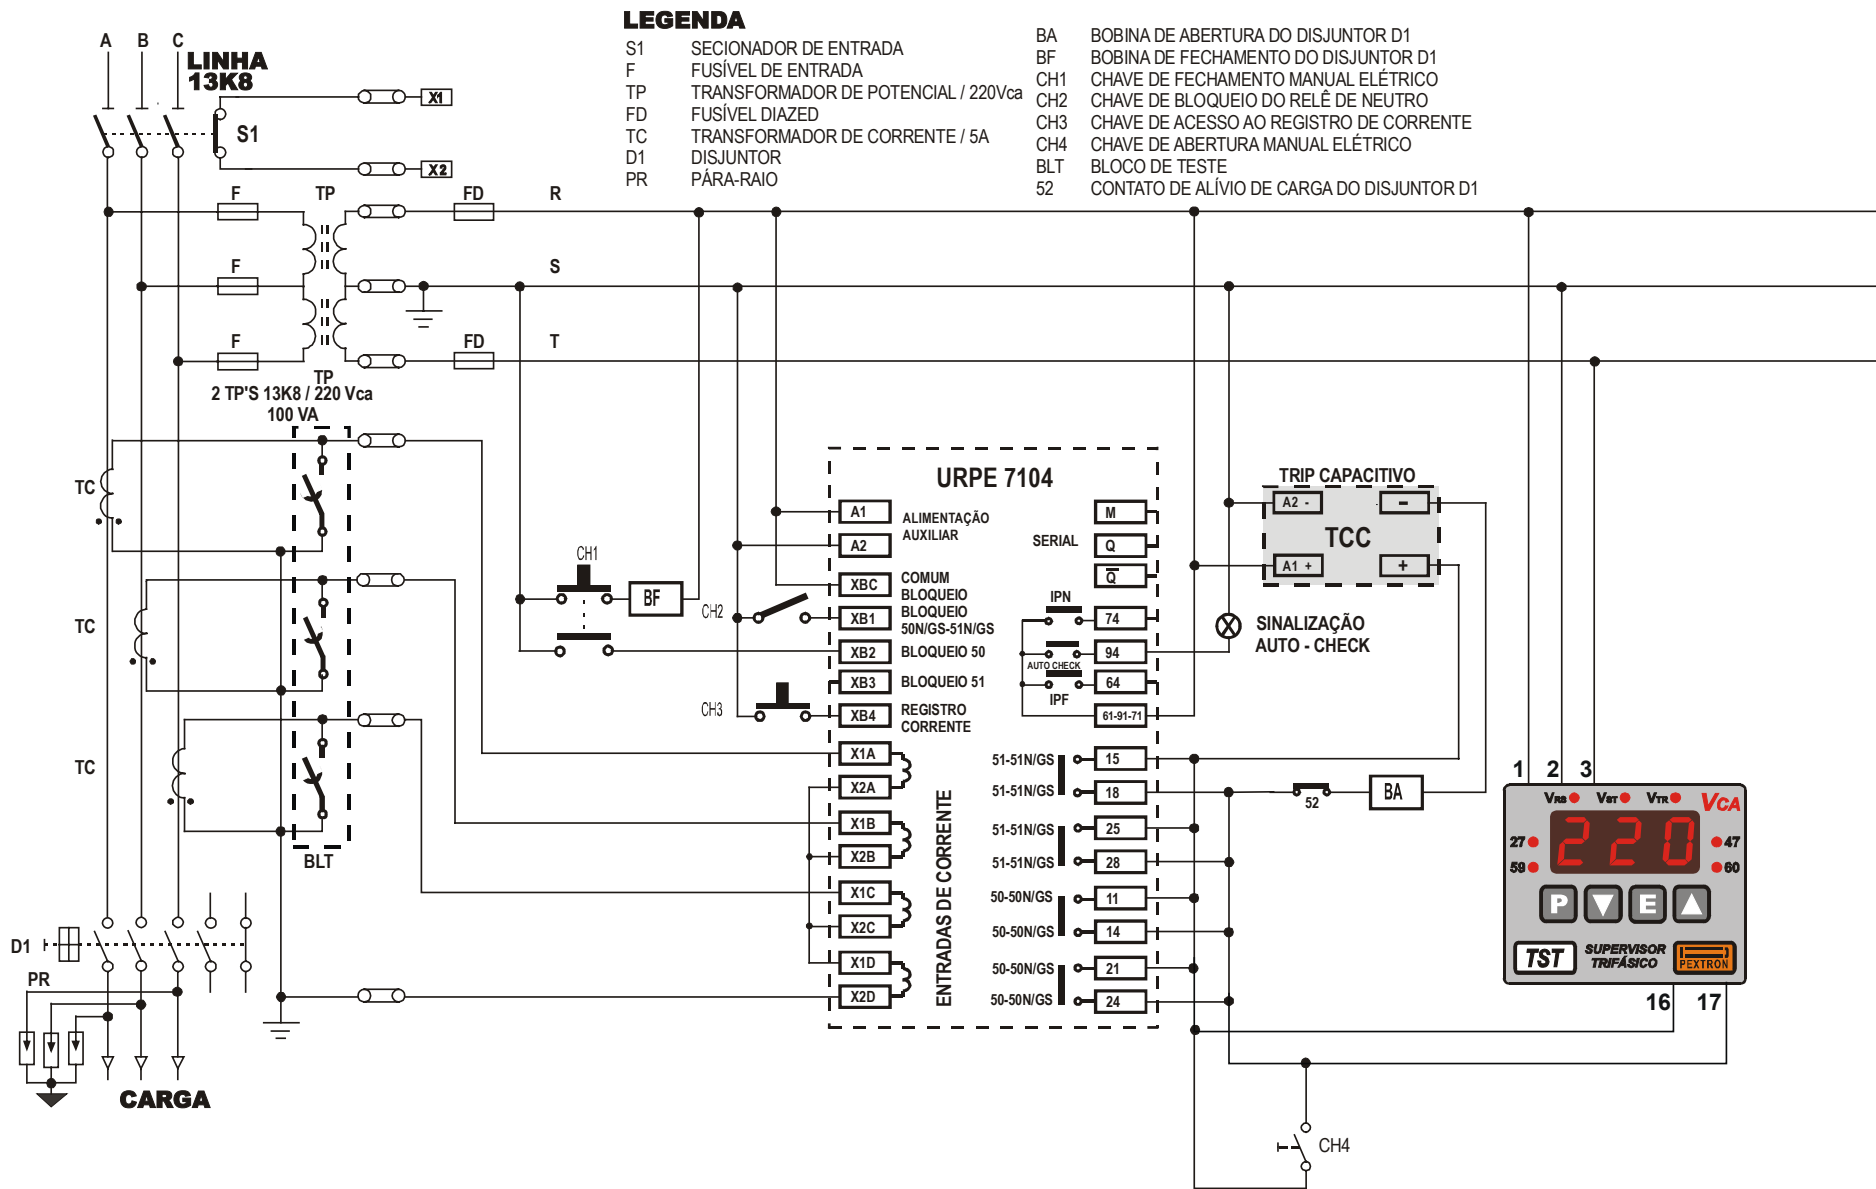 LEGENDA
S1 SECIONADOR DE ENTRADA
F FUSÍVEL DE ENTRADA
TP TRANSFORMADOR DE POTENCIAL / 220Vca
FD FUSÍVEL DIAZED
TC TRANSFORMADOR DE CORRENTE / 5A
D1 DISJUNTOR
PR PÁRA-RAIO
BA BOBINA DE ABERTURA DO DISJUNTOR D1
BF BOBINA DE FECHAMENTO DO DISJUNTOR D1
CH1 CHAVE DE FECHAMENTO MANUAL ELÉTRICO
CH2 CHAVE DE BLOQUEIO DO RELÊ DE NEUTRO
CH3 CHAVE DE ACESSO AO REGISTRO DE CORRENTE
CH4 CHAVE DE ABERTURA MANUAL ELÉTRICO
BLT BLOCO DE TESTE
52 CONTATO DE ALÍVIO DE CARGA DO DISJUNTOR D1
A B C
LINHA
13K8
X1
S1
X2
F TP FD R
F S
F FD T
TP
2 TP'S 13K8 / 220 Vca
100 VA
TC
TC
TC
BLT
D1
PR
CARGA
CH1
BF
CH2
CH3
URPE 7104
A1 ALIMENTAÇÃO
AUXILIAR
A2
XBC COMUM
BLOQUEIO
XB1 BLOQUEIO
50N/GS-51N/GS
XB2 BLOQUEIO 50
XB3 BLOQUEIO 51
XB4 REGISTRO
CORRENTE
X1A
X2A
X1B
X2B
X1C
X2C
X1D
X2D
ENTRADAS DE CORRENTE
SERIAL
M
Q
Q̅
IPN
74
94
AUTO CHECK
64
IPF
61-91-71
51-51N/GS 15
51-51N/GS 18
51-51N/GS 25
51-51N/GS 28
50-50N/GS 11
50-50N/GS 14
50-50N/GS 21
50-50N/GS 24
TRIP CAPACITIVO
A2 - -
TCC
A1 + +
SINALIZAÇÃO
AUTO - CHECK
52
BA
1 2 3
VRS VST VTR VCA
220
27 47
59 60
P E
TST SUPERVISOR
TRIFÁSICO
PEXTRON
16 17
CH4